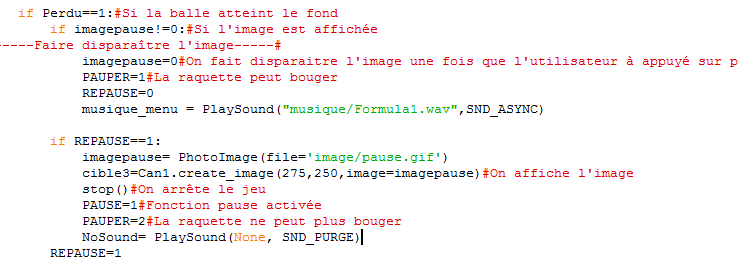 if Perdu==1:#Si la balle atteint le fond
if imagepause!=0:#Si l'image est affichée
-----Faire disparaître l'image-----#
imagepause=0#On fait disparaitre l'image une fois que l'utilisateur à appuyé sur p
PAUPER=1#La raquette peut bouger
REPAUSE=0
musique_menu = PlaySound("musique/Formula1.wav",SND_ASYNC)
if REPAUSE==1:
imagepause= PhotoImage(file='image/pause.gif')
cible3=Can1.create_image(275,250,image=imagepause)#On affiche l'image
stop()#On arrête le jeu
PAUSE=1#Fonction pause activée
PAUPER=2#La raquette ne peut plus bouger
NoSound= PlaySound(None, SND_PURGE)
REPAUSE=1